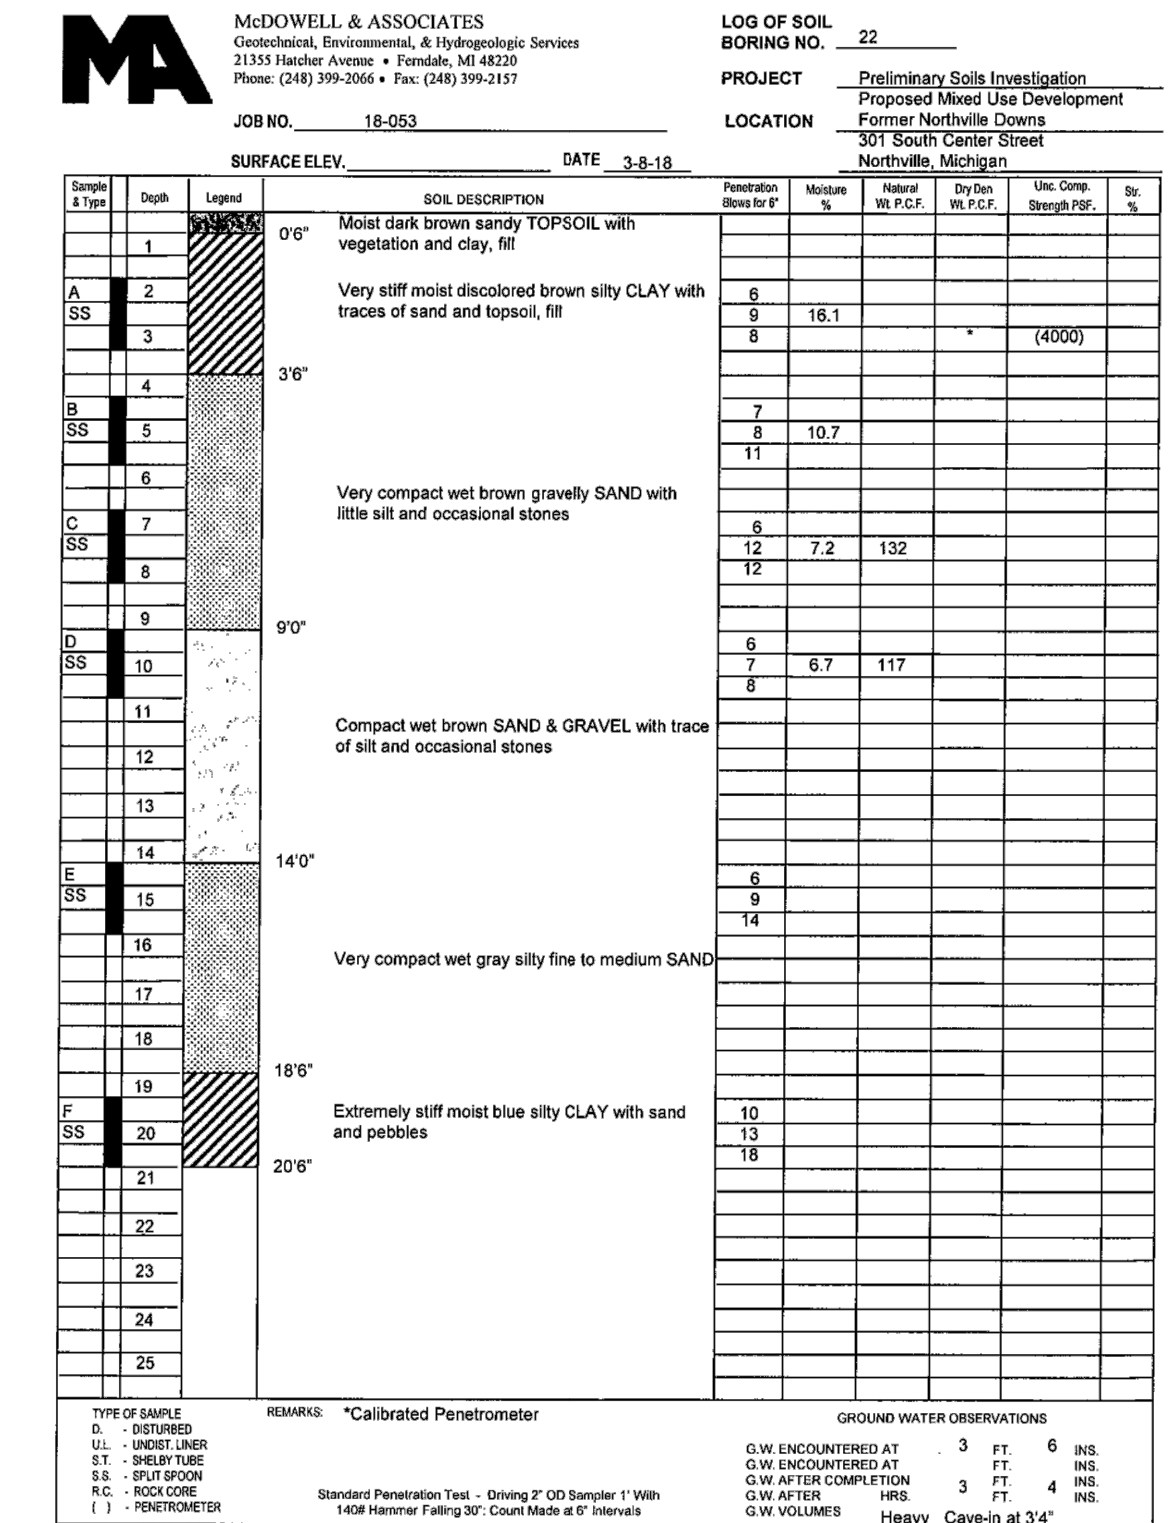 MA
McDOWELL & ASSOCIATES
Geotechnical, Environmental, & Hydrogeologic Services
21355 Hatcher Avenue • Ferndale, MI 48220
Phone: (248) 399-2066 • Fax: (248) 399-2157
JOB NO. 18-053
SURFACE ELEV. DATE 3-8-18
LOG OF SOIL
BORING NO. 22
PROJECT Preliminary Soils Investigation
Proposed Mixed Use Development
LOCATION Former Northville Downs
301 South Center Street
Northville, Michigan
Sample & Type Depth Legend SOIL DESCRIPTION Penetration Blows for 6" Moisture % Natural Wt. P.C.F. Dry Den Wt. P.C.F. Unc. Comp. Strength PSF. Str. %
Moist dark brown sandy TOPSOIL with
0'6"
1 vegetation and clay, fill
A 2 Very stiff moist discolored brown silty CLAY with 6
SS traces of sand and topsoil, fill 9 16.1
3 8 * (4000)
3'6"
4
B 7
SS 5 8 10.7
11
6
Very compact wet brown gravelly SAND with
little silt and occasional stones
C 7 6
SS 12 7.2 132
8 12
9 9'0"
D 6
SS 10 7 6.7 117
8
11
Compact wet brown SAND & GRAVEL with trace
of silt and occasional stones
12
13
14 14'0"
E 6
SS 15 9
14
16
Very compact wet gray silty fine to medium SAND
17
18
18'6"
19
F Extremely stiff moist blue silty CLAY with sand 10
SS 20 and pebbles 13
18
20'6"
21
22
23
24
25
TYPE OF SAMPLE
D. - DISTURBED
U.L. - UNDIST. LINER
S.T. - SHELBY TUBE
S.S. - SPLIT SPOON
R.C. - ROCK CORE
( ) - PENETROMETER
REMARKS: *Calibrated Penetrometer
Standard Penetration Test - Driving 2" OD Sampler 1' With
140# Hammer Falling 30": Count Made at 6" Intervals
GROUND WATER OBSERVATIONS
G.W. ENCOUNTERED AT 3 FT. 6 INS.
G.W. ENCOUNTERED AT FT. INS.
G.W. AFTER COMPLETION 3 FT. 4 INS.
G.W. AFTER HRS. FT. INS.
G.W. VOLUMES Heavy Cave-in at 3'4"